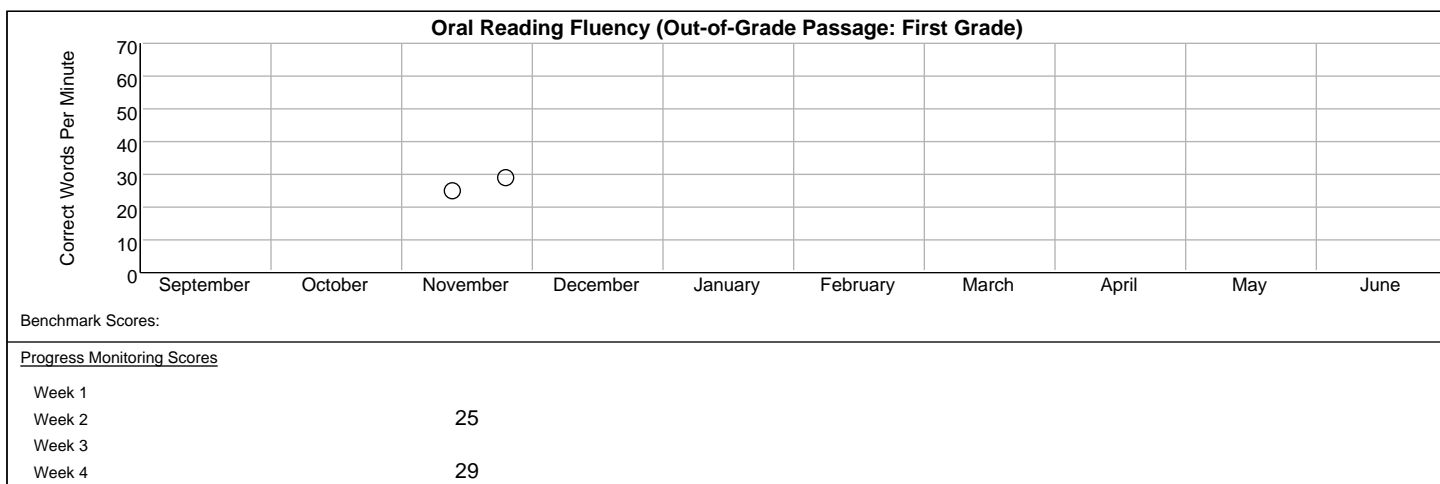 Oral Reading Fluency (Out-of-Grade Passage: First Grade)
Correct Words Per Minute
70
60
50
40
30
20
10
0
September October November December January February March April May June
Benchmark Scores:
Progress Monitoring Scores
Week 1
Week 2 25
Week 3
Week 4 29